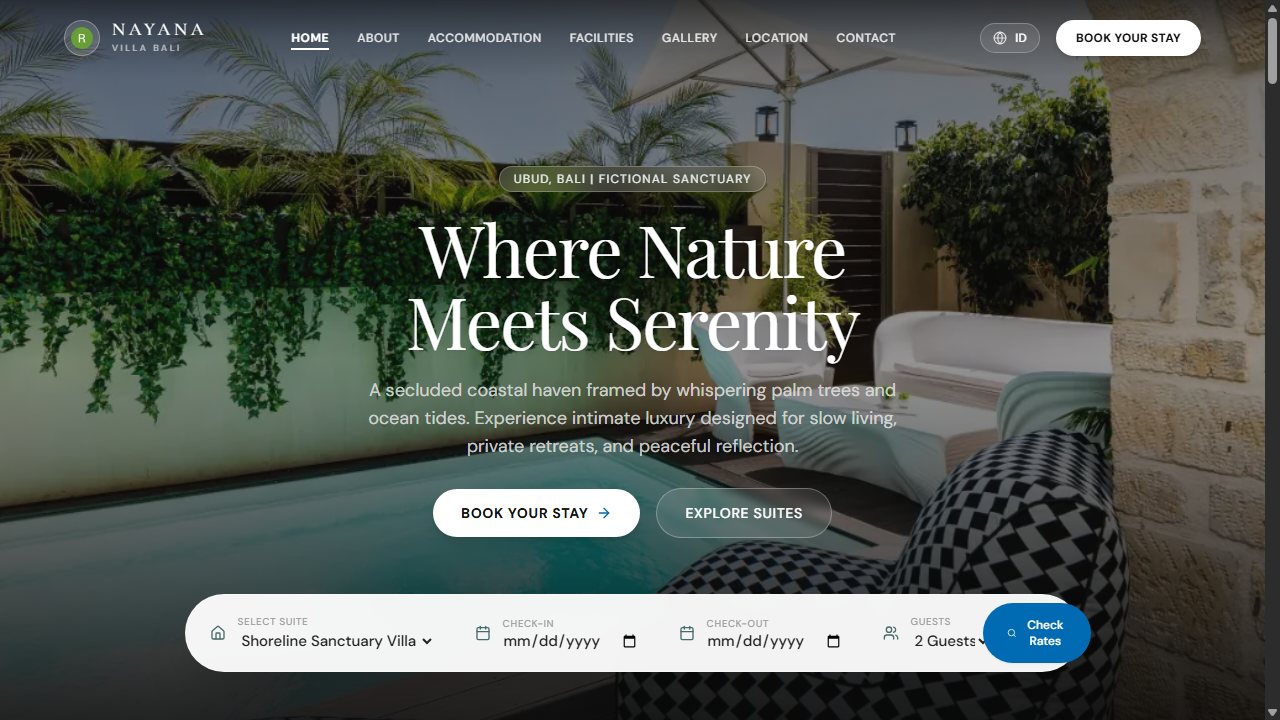 R
NAYANA
VILLA BALI
HOME
ABOUT
ACCOMMODATION
FACILITIES
GALLERY
LOCATION
CONTACT
ID
BOOK YOUR STAY
UBUD, BALI | FICTIONAL SANCTUARY
Where Nature
Meets Serenity
A secluded coastal haven framed by whispering palm trees and
ocean tides. Experience intimate luxury designed for slow living,
private retreats, and peaceful reflection.
BOOK YOUR STAY
EXPLORE SUITES
SELECT SUITE
Shoreline Sanctuary Villa
CHECK-IN
mm/dd/yyyy
CHECK-OUT
mm/dd/yyyy
GUESTS
2 Guests
Check
Rates